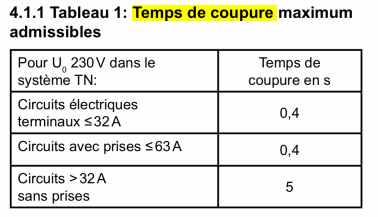 4.1.1 Tableau 1: Temps de coupure maximum
admissibles
Pour U0 230 V dans le
système TN:
Temps de
coupure en s
Circuits électriques
terminaux ≤32 A
0,4
Circuits avec prises ≤63 A
0,4
Circuits >32 A
sans prises
5